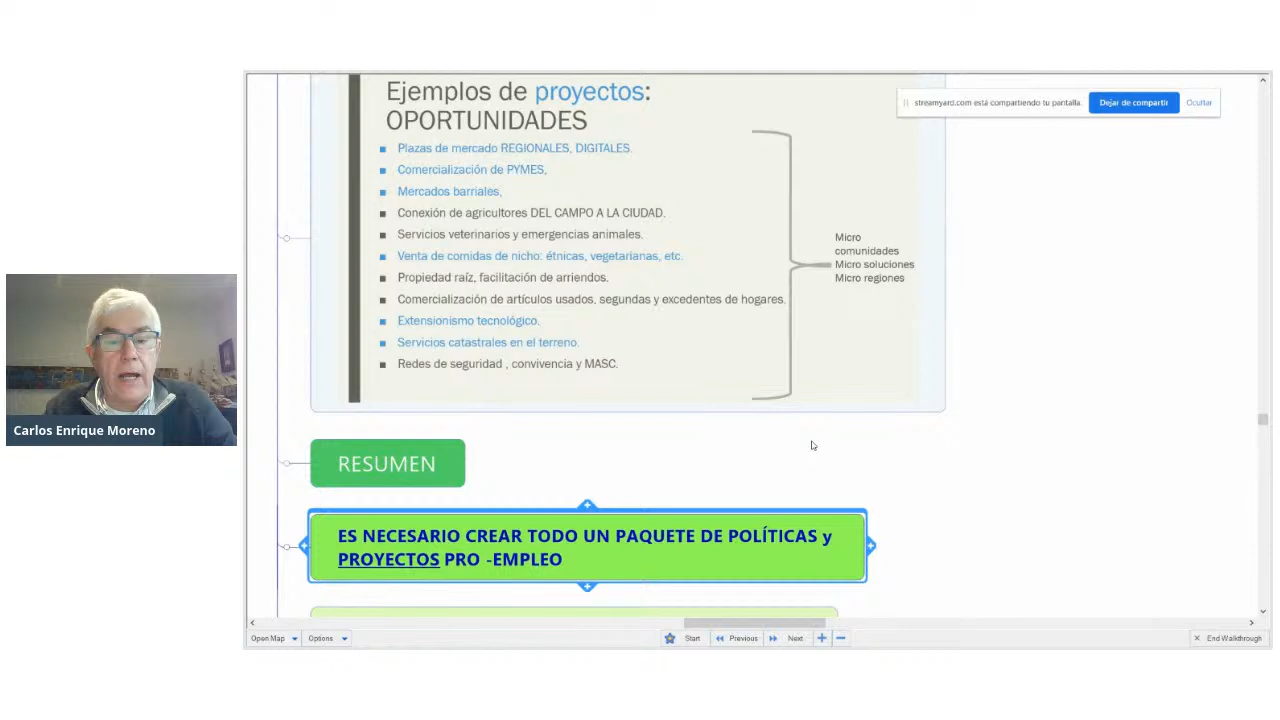 Ejemplos de proyectos:
OPORTUNIDADES
Plazas de mercado REGIONALES, DIGITALES.
Comercialización de PYMES,
Mercados barriales,
Conexión de agricultores DEL CAMPO A LA CIUDAD.
Servicios veterinarios y emergencias animales.
Venta de comidas de nicho: étnicas, vegetarianas, etc.
Propiedad raíz, facilitación de arriendos.
Comercialización de artículos usados, segundas y excedentes de hogares.
Extensionismo tecnológico.
Servicios catastrales en el terreno.
Redes de seguridad , convivencia y MASC.
Micro
comunidades
Micro soluciones
Micro regiones
streamyard.com está compartiendo tu pantalla.
Dejar de compartir
Ocultar
Carlos Enrique Moreno
RESUMEN
ES NECESARIO CREAR TODO UN PAQUETE DE POLÍTICAS y
PROYECTOS PRO -EMPLEO
Open Map
Options
Start
Previous
Next
End Walkthrough